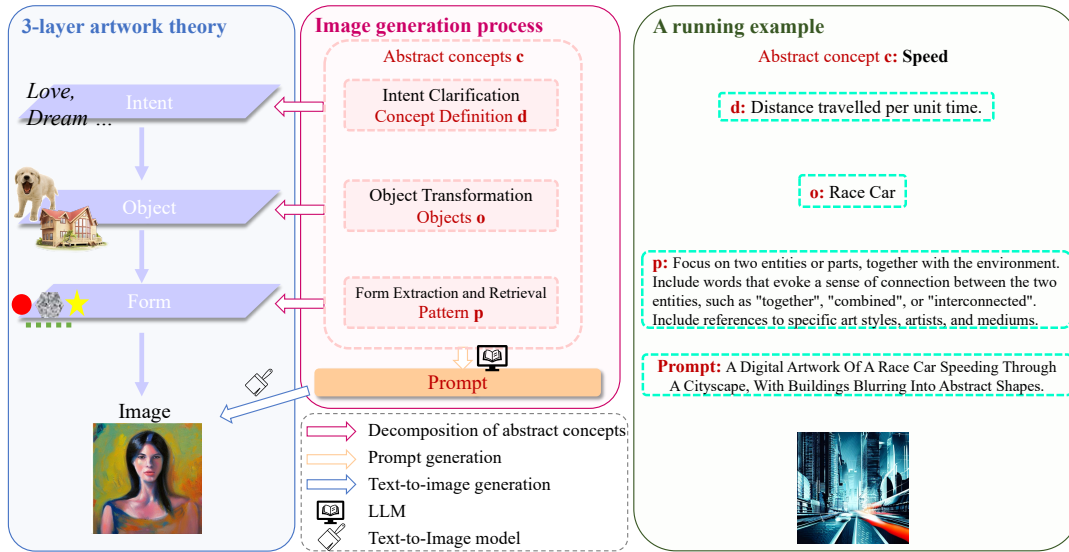 3-layer artwork theory
Love,
Dream ...
Intent
Object
Form
Image
Image generation process
Abstract concepts c
Intent Clarification
Concept Definition d
Object Transformation
Objects o
Form Extraction and Retrieval
Pattern p
Prompt
Decomposition of abstract concepts
Prompt generation
Text-to-image generation
LLM
Text-to-Image model
A running example
Abstract concept c: Speed
d: Distance travelled per unit time.
o: Race Car
p: Focus on two entities or parts, together with the environment.
Include words that evoke a sense of connection between the two
entities, such as "together", "combined", or "interconnected".
Include references to specific art styles, artists, and mediums.
Prompt: A Digital Artwork Of A Race Car Speeding Through
A Cityscape, With Buildings Blurring Into Abstract Shapes.